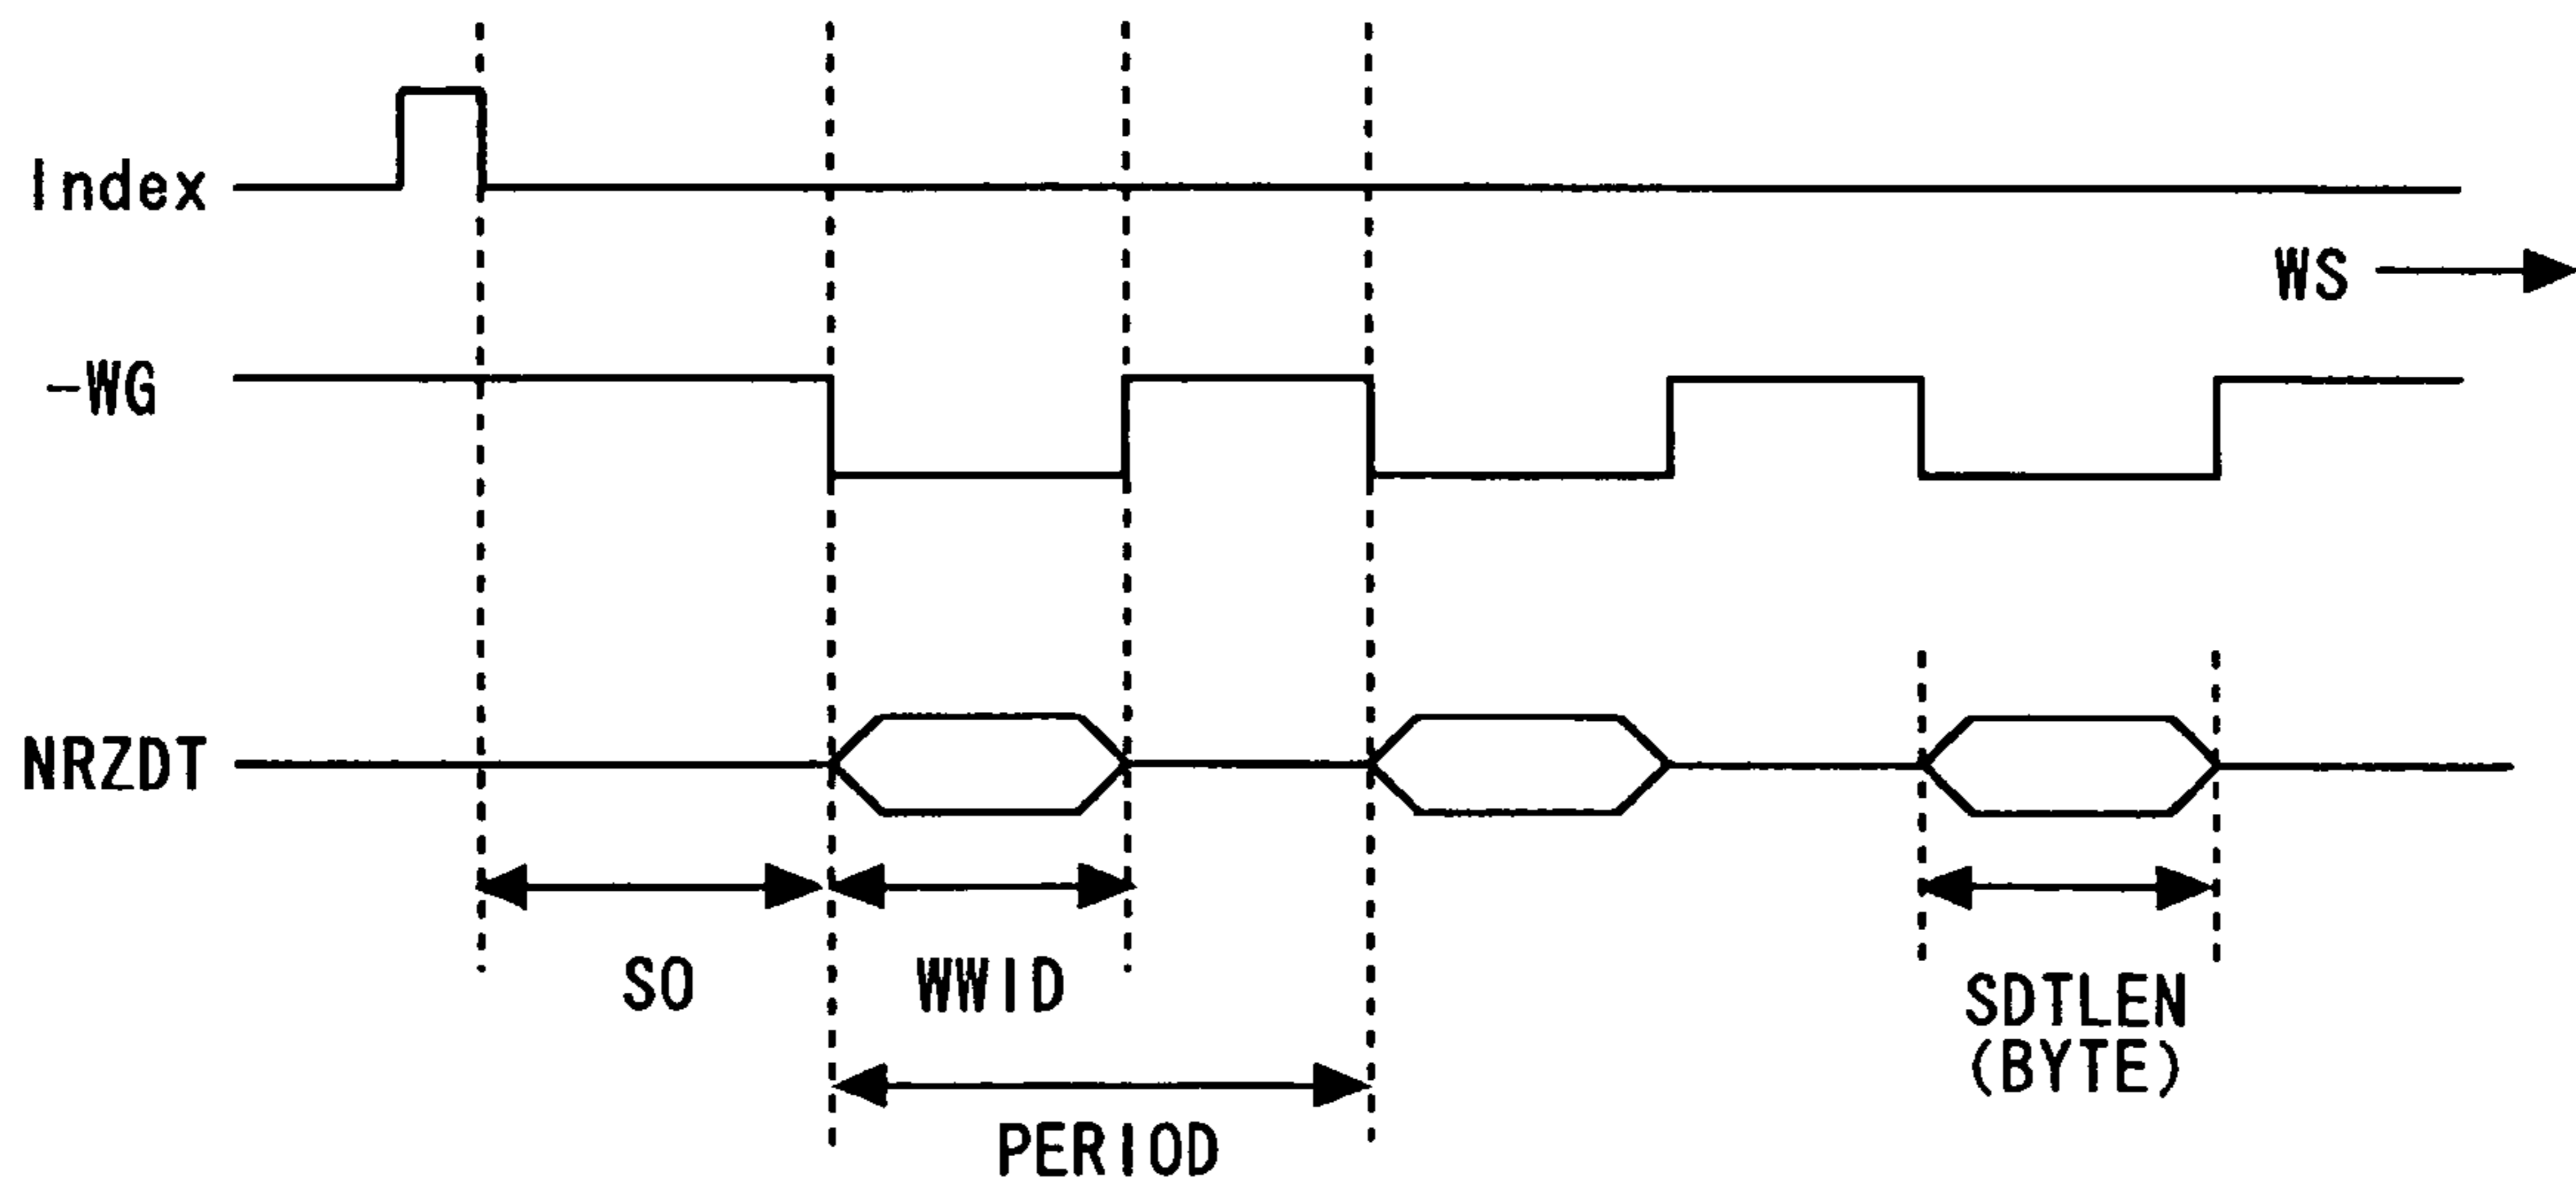 Index
WS
-WG
NRZDT
SO
WWID
SDTLEN
(BYTE)
PERIOD